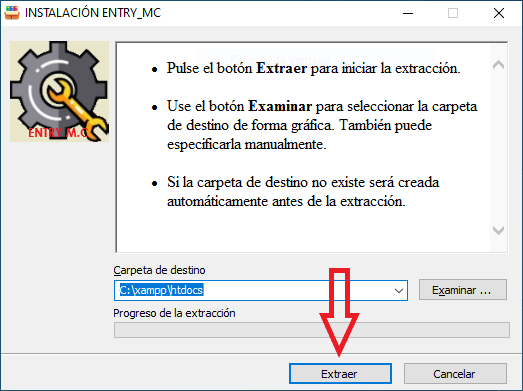 INSTALACIÓN ENTRY_MC
ENTRY M.C
• Pulse el botón Extraer para iniciar la extracción.
• Use el botón Examinar para seleccionar la carpeta
de destino de forma gráfica. También puede
especificarla manualmente.
• Si la carpeta de destino no existe será creada
automáticamente antes de la extracción.
Carpeta de destino
C:\xampp\htdocs
Examinar ...
Progreso de la extracción
Extraer
Cancelar